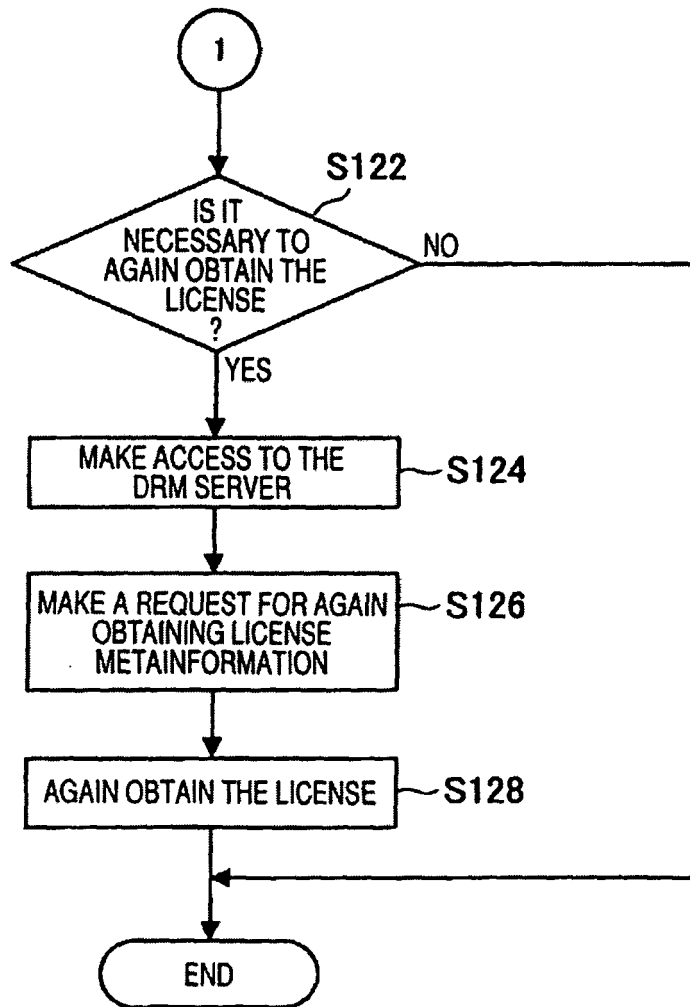 1
S122
IS IT
NECESSARY TO
AGAIN OBTAIN THE
LICENSE
?
NO
YES
MAKE ACCESS TO THE
DRM SERVER
S124
MAKE A REQUEST FOR AGAIN
OBTAINING LICENSE
METAINFORMATION
S126
AGAIN OBTAIN THE LICENSE
S128
END